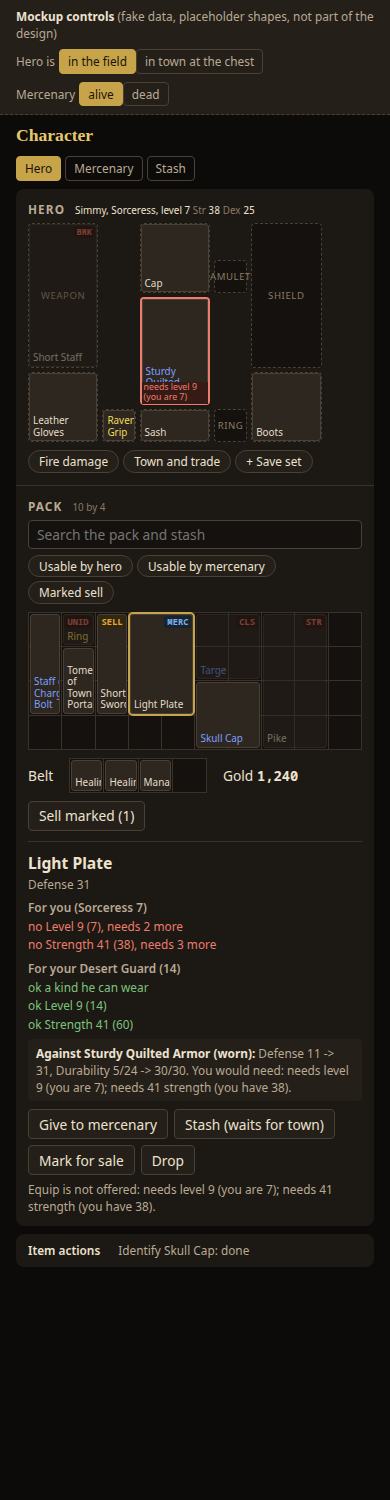 Mockup controls (fake data, placeholder shapes, not part of the
design)
Hero is in the field in town at the chest
Mercenary alive dead
Character
Hero Mercenary Stash
HERO Simmy, Sorceress, level 7 Str 38 Dex 25
BRK
WEAPON
Short Staff
Cap
AMULET
SHIELD
Sturdy
Quilted
needs level 9
(you are 7)
Leather
Gloves
Raven
Grip
Sash
RING
Boots
Fire damage Town and trade + Save set
PACK 10 by 4
Search the pack and stash
Usable by hero Usable by mercenary
Marked sell
UNID SELL MERC CLS STR
Ring
Staff
Charg
Bolt
Tome
of
Town
Porta
Short
Sword
Light Plate
Targe
Skull Cap
Pike
Belt Healin Healin Mana Gold 1,240
Sell marked (1)
Light Plate
Defense 31
For you (Sorceress 7)
no Level 9 (7), needs 2 more
no Strength 41 (38), needs 3 more
For your Desert Guard (14)
ok a kind he can wear
ok Level 9 (14)
ok Strength 41 (60)
Against Sturdy Quilted Armor (worn): Defense 11 ->
31, Durability 5/24 -> 30/30. You would need: needs level
9 (you are 7); needs 41 strength (you have 38).
Give to mercenary Stash (waits for town)
Mark for sale Drop
Equip is not offered: needs level 9 (you are 7); needs 41
strength (you have 38).
Item actions Identify Skull Cap: done